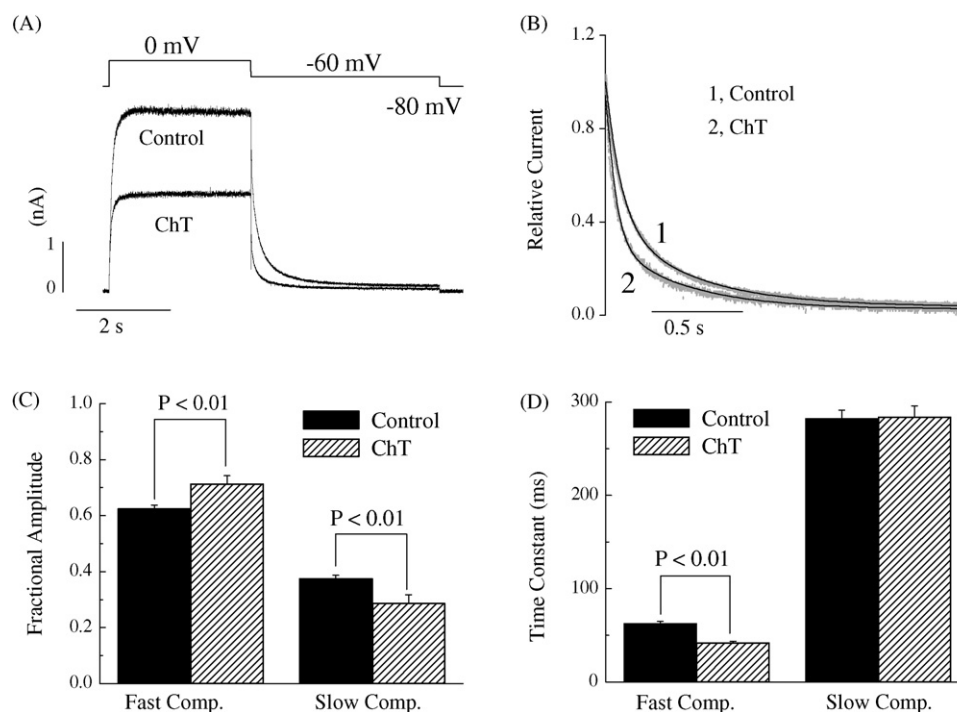 (A)
0 mV
-60 mV
-80 mV
Control
ChT
(nA)
1
0
2 s
(B)
1.2
0.8
0.4
0.0
Relative Current
1, Control
2, ChT
1
2
0.5 s
(C)
1.0
0.8
0.6
0.4
0.2
0.0
Fractional Amplitude
P < 0.01
Control
ChT
P < 0.01
Fast Comp.
Slow Comp.
(D)
300
200
100
0
Time Constant (ms)
Control
ChT
P < 0.01
Fast Comp.
Slow Comp.